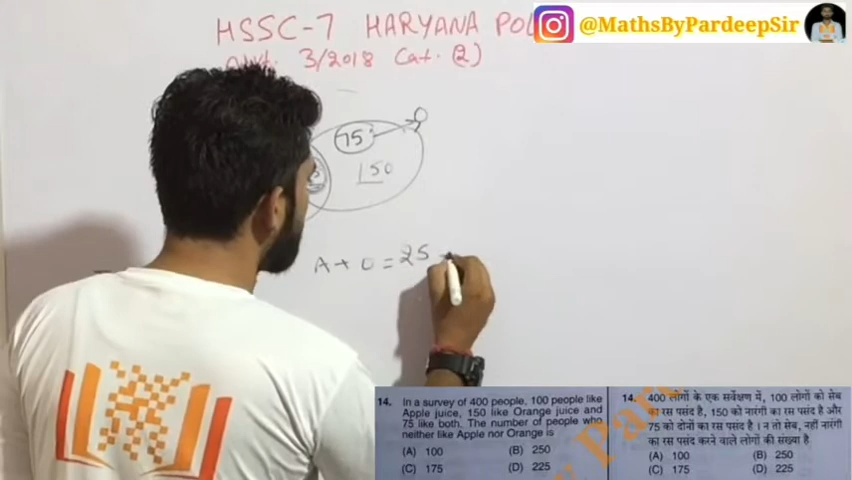 @MathsByPardeepSir
HSSC-7 HARYANA
3/2018 Cat. (2)
75
150
A + O = 25
14. In a survey of 400 people, 100 people like
Apple juice, 150 like Orange juice and
75 like both. The number of people who
neither like Apple nor Orange is
(A) 100 (B) 250
(C) 175 (D) 225
14. 400 लोगों के एक सर्वेक्षण में, 100 लोगों को सेब
का रस पसंद है, 150 को नारंगी का रस पसंद है और
75 को दोनों का रस पसंद है । न तो सेब, नहीं नारंगी
का रस पसंद करने वाले लोगों की संख्या है
(A) 100 (B) 250
(C) 175 (D) 225